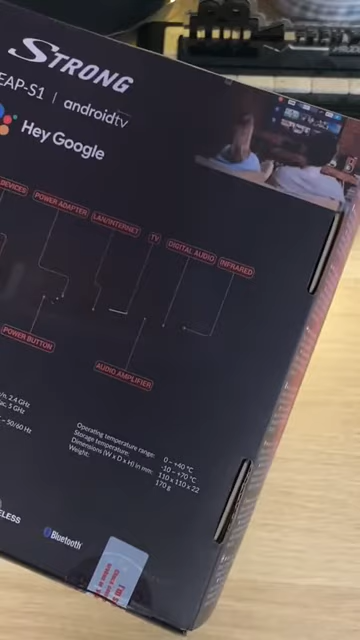 STRONG
EAP-S1 | androidtv
Hey Google
DEVICES
POWER ADAPTER
LAN/INTERNET
TV
DIGITAL AUDIO
INFRARED
POWER BUTTON
AUDIO AMPLIFIER
/n, 2.4 GHz
ac, 5 GHz
~ 50/60 Hz
Operating temperature range: 0 ~ +40 °C
Storage temperature: -10 ~ +70 °C
Dimensions (W x D x H) in mm: 110 x 110 x 22
Weight: 170 g
Bluetooth